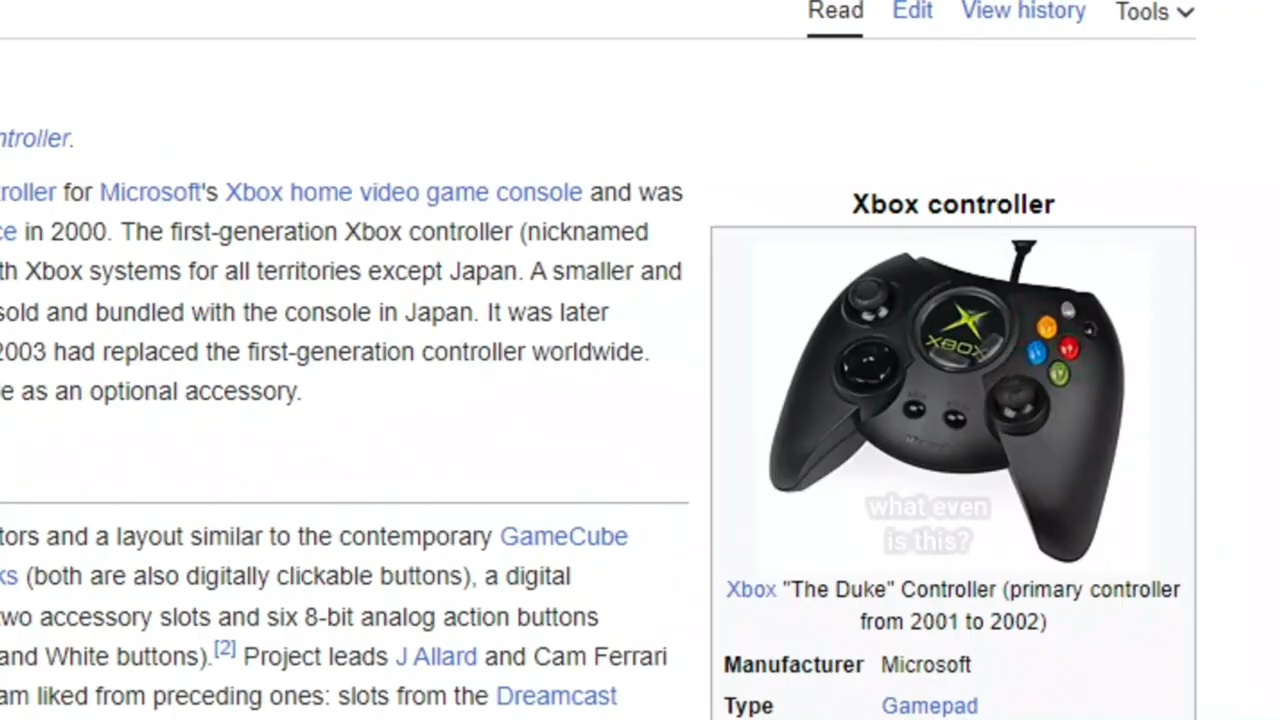 Read Edit View history Tools
ntroller.
roller for Microsoft's Xbox home video game console and was
ce in 2000. The first-generation Xbox controller (nicknamed
th Xbox systems for all territories except Japan. A smaller and
sold and bundled with the console in Japan. It was later
2003 had replaced the first-generation controller worldwide.
e as an optional accessory.
tors and a layout similar to the contemporary GameCube
ks (both are also digitally clickable buttons), a digital
two accessory slots and six 8-bit analog action buttons
and White buttons).[2] Project leads J Allard and Cam Ferrari
am liked from preceding ones: slots from the Dreamcast
Xbox controller
XBOX
what even
is this?
Xbox "The Duke" Controller (primary controller
from 2001 to 2002)
Manufacturer Microsoft
Type Gamepad